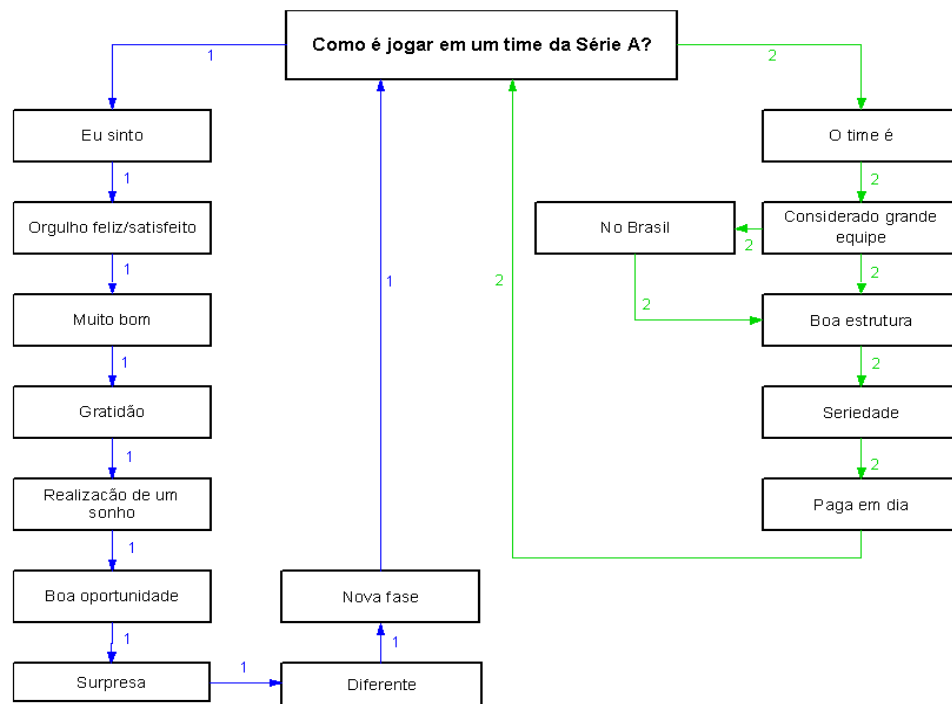 Como é jogar em um time da Série A?
1
2
Eu sinto
O time é
1
2
Orgulho feliz/satisfeito
No Brasil
2
Considerado grande
equipe
1
1
2
2
2
Muito bom
Boa estrutura
1
2
Gratidão
Seriedade
1
2
Realizacão de um
sonho
Paga em dia
1
Boa oportunidade
Nova fase
1
1
1
Surpresa
Diferente